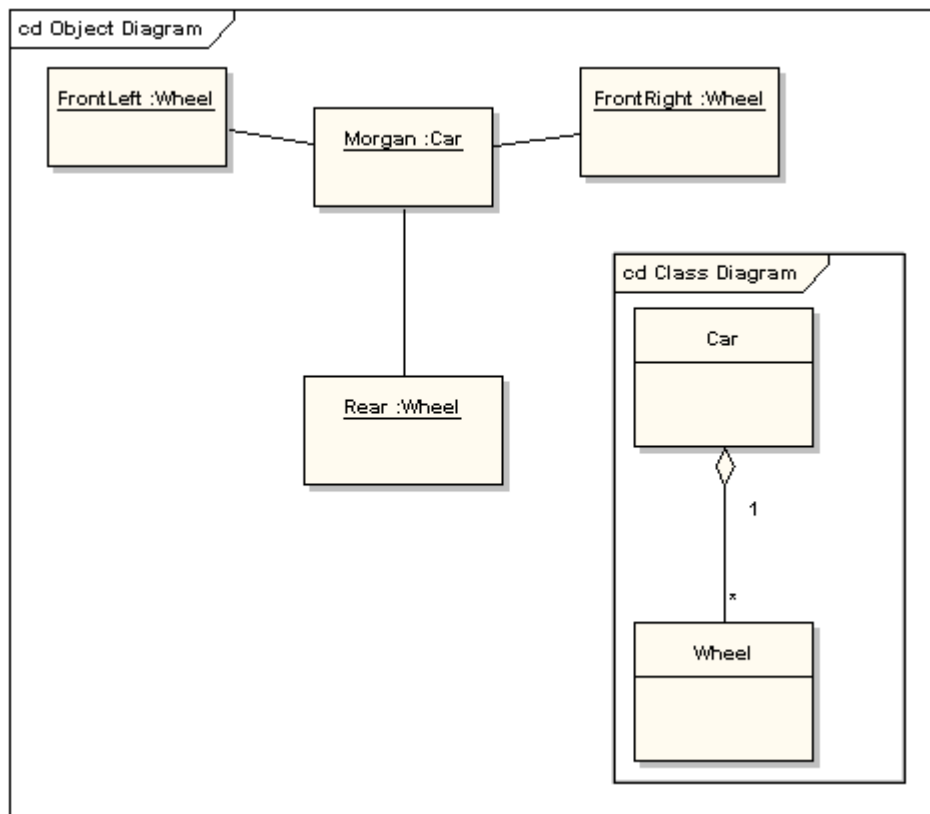 cd Object Diagram
FrontLeft :Wheel
Morgan :Car
FrontRight :Wheel
Rear :Wheel
cd Class Diagram
Car
1
*
Wheel